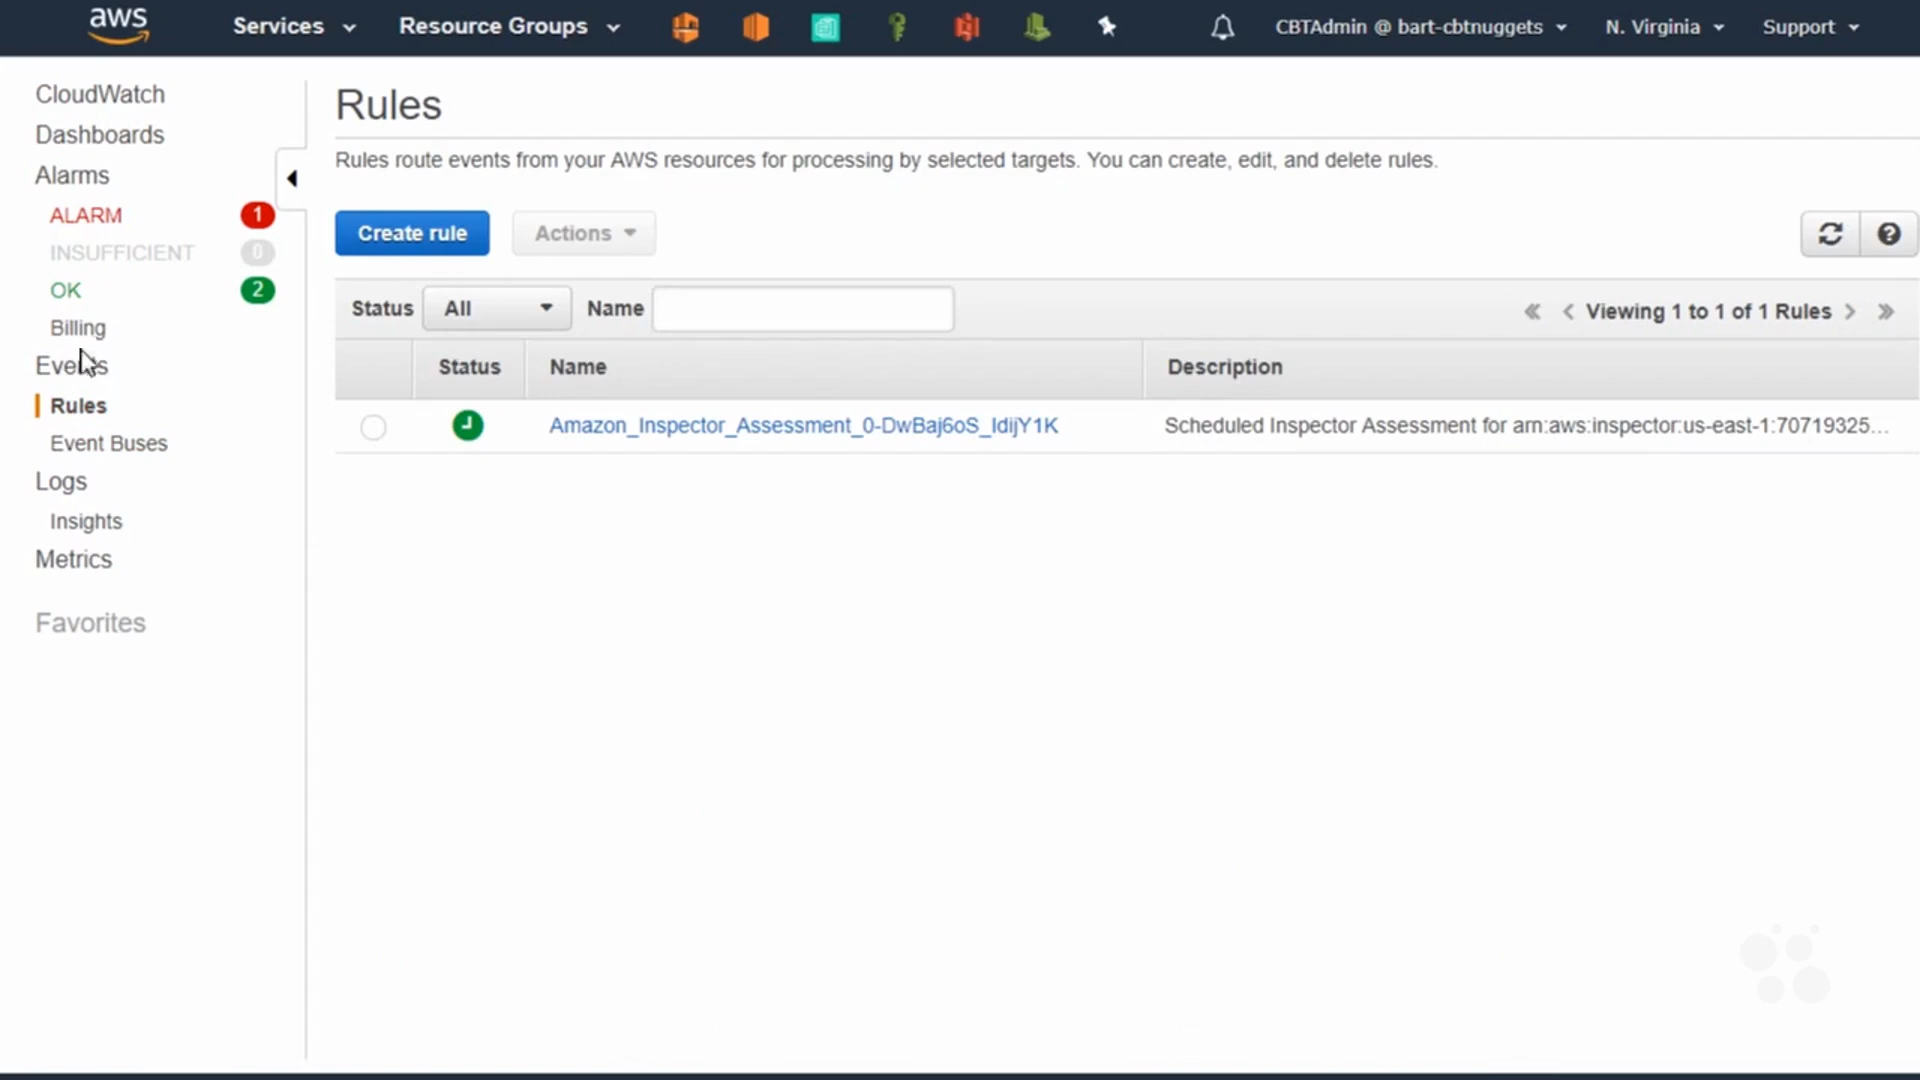 aws Services Resource Groups CBTAdmin @ bart-cbtnuggets N. Virginia Support
CloudWatch
Dashboards
Alarms
ALARM 1
INSUFFICIENT 0
OK 2
Billing
Events
Rules
Event Buses
Logs
Insights
Metrics
Favorites
Rules
Rules route events from your AWS resources for processing by selected targets. You can create, edit, and delete rules.
Create rule Actions
Status All Name « < Viewing 1 to 1 of 1 Rules > »
Status Name Description
Amazon_Inspector_Assessment_0-DwBaj6oS_IdijY1K Scheduled Inspector Assessment for arn:aws:inspector:us-east-1:70719325...